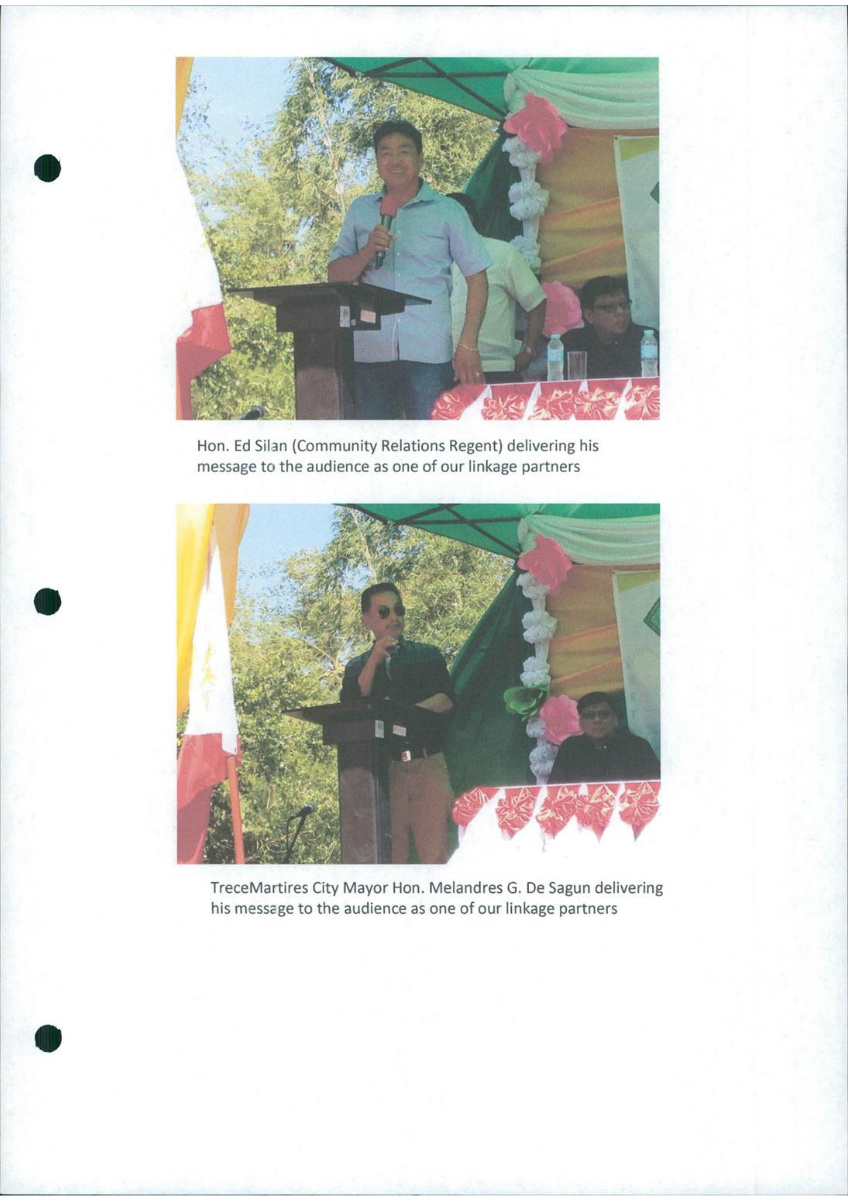 Hon. Ed Silan (Community Relations Regent) delivering his
message to the audience as one of our linkage partners
TreceMartires City Mayor Hon. Melandres G. De Sagun delivering
his message to the audience as one of our linkage partners